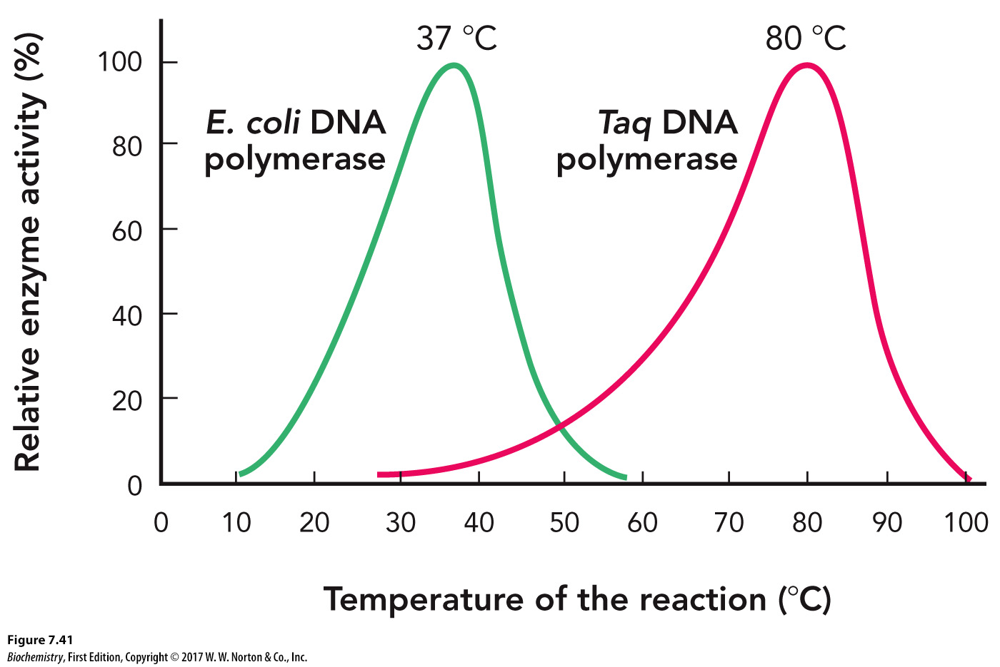 37 °C
80 °C
E. coli DNA
polymerase
Taq DNA
polymerase
Relative enzyme activity (%)
100
80
60
40
20
0
0 10 20 30 40 50 60 70 80 90 100
Temperature of the reaction (°C)
Figure 7.41
Biochemistry, First Edition, Copyright © 2017 W. W. Norton & Co., Inc.